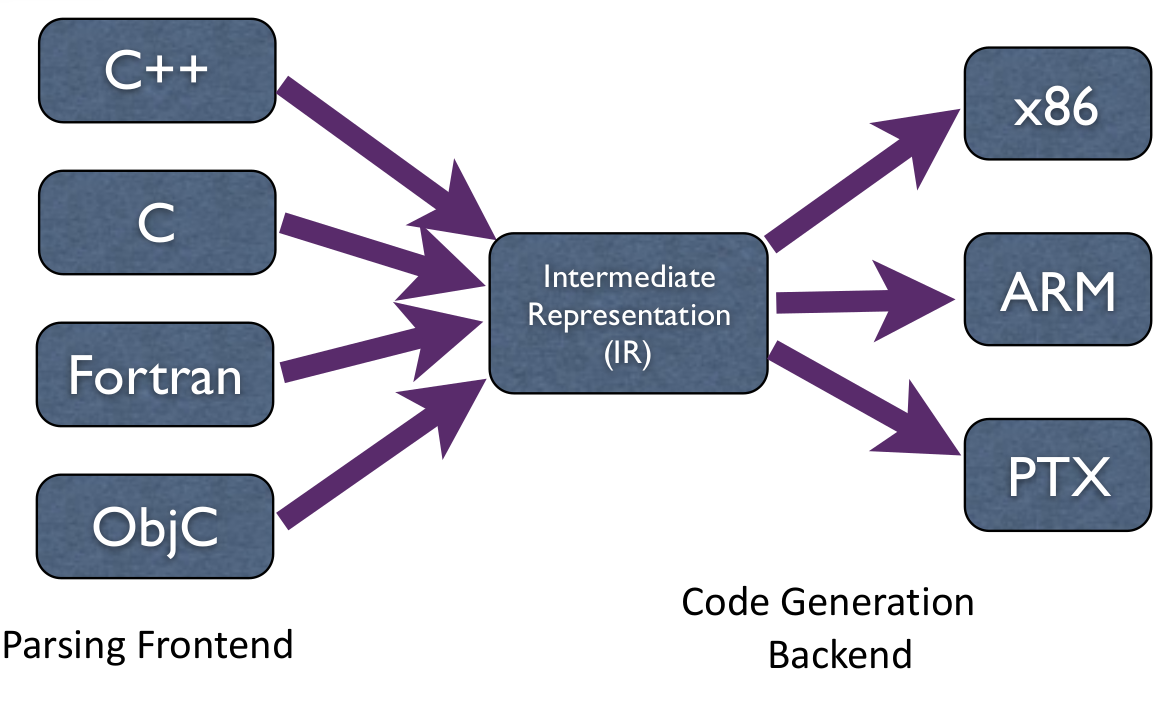 C++
C
Fortran
ObjC
Parsing Frontend
Intermediate
Representation
(IR)
x86
ARM
PTX
Code Generation
Backend